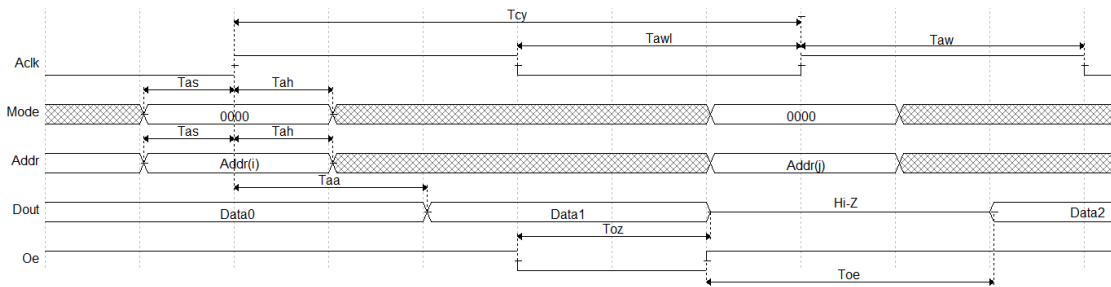 Tcy
Tawl Taw
Aclk
Tas Tah
Mode 0000 0000
Tas Tah
Addr Addr(i) Addr(j)
Taa
Dout Data0 Data1 Hi-Z Data2
Toz
Oe
Toe